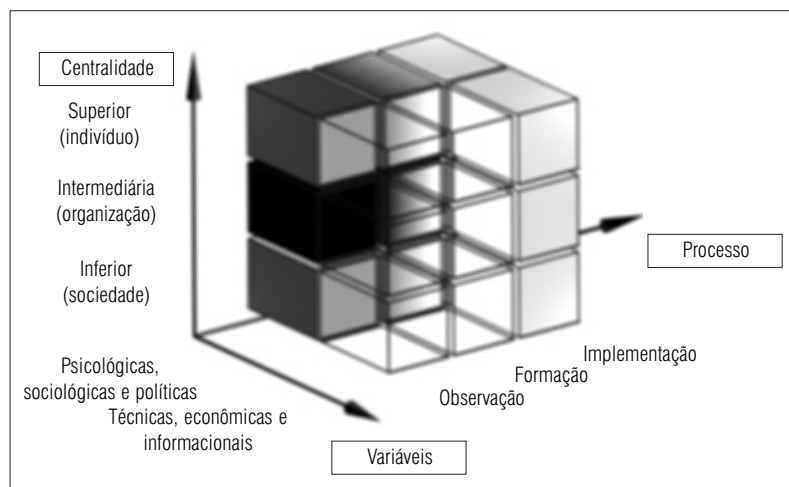 Centralidade
Superior
(indivíduo)
Intermediária
(organização)
Inferior
(sociedade)
Processo
Psicológicas,
sociológicas e políticas
Técnicas, econômicas e
informacionais
Implementação
Formação
Observação
Variáveis